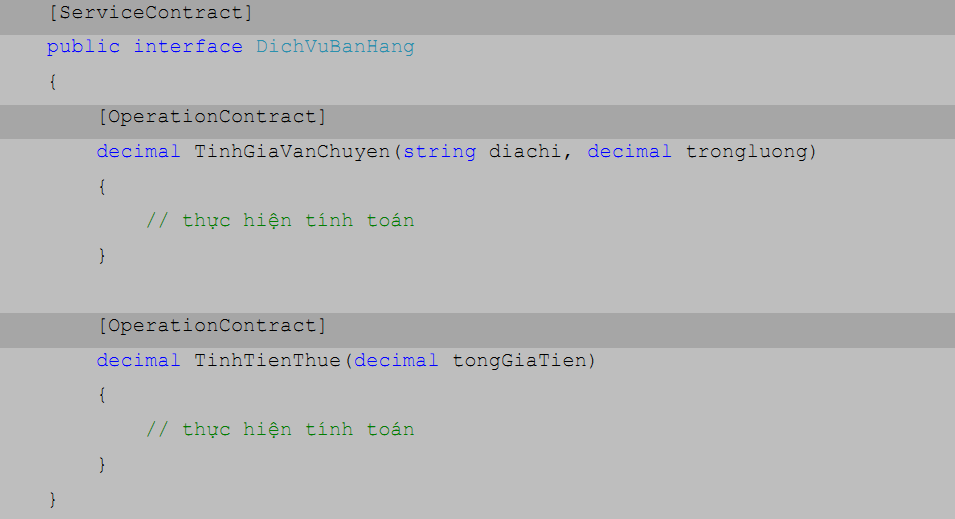 [ServiceContract]
public interface DichVuBanHang
{
[OperationContract]
decimal TinhGiaVanChuyen(string diachi, decimal trongluong)
{
// thực hiện tính toán
}
[OperationContract]
decimal TinhTienThue(decimal tongGiaTien)
{
// thực hiện tính toán
}
}